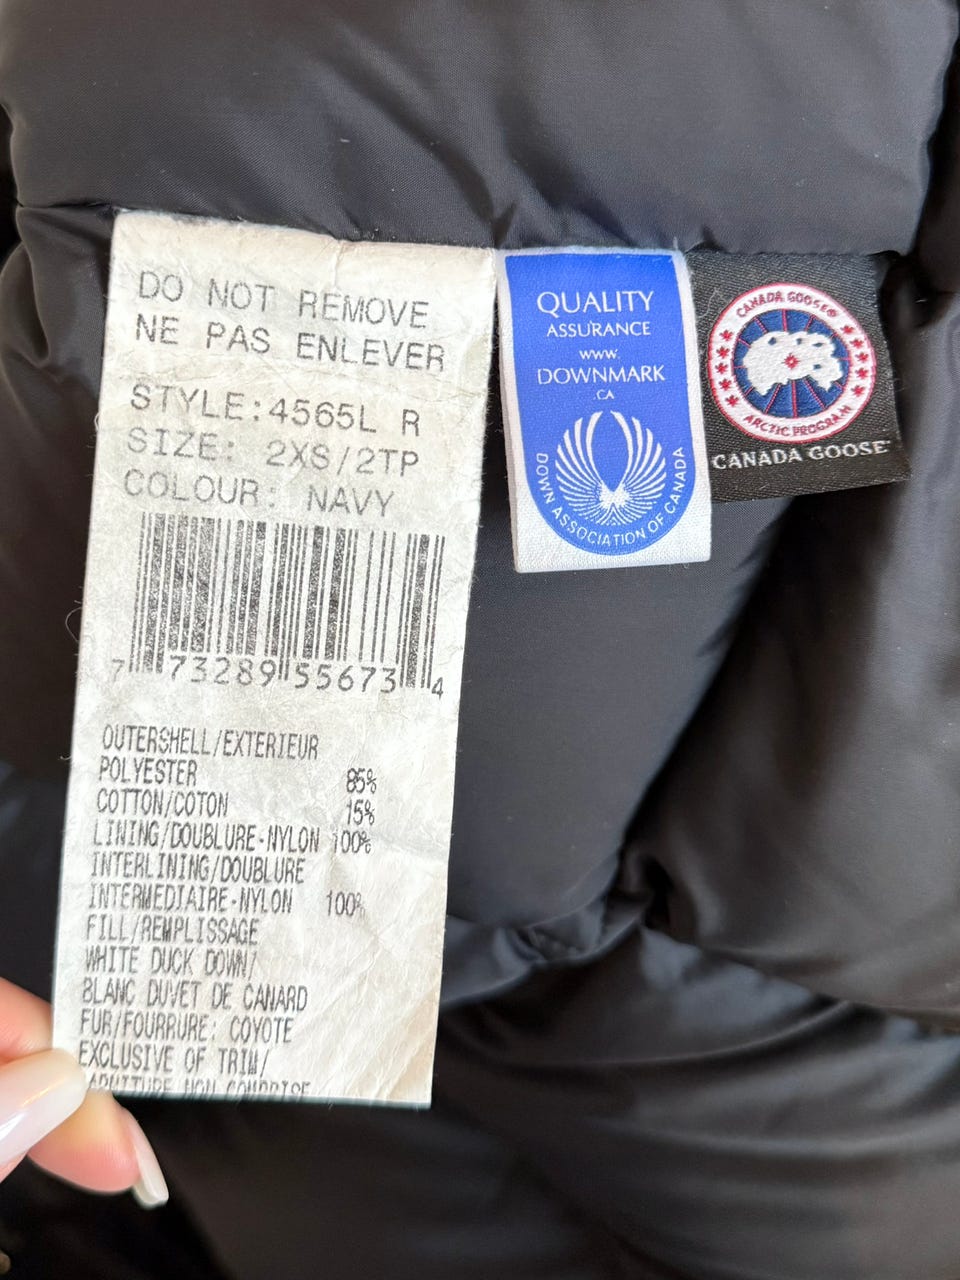 DO NOT REMOVE
NE PAS ENLEVER
STYLE:4565L R
SIZE: 2XS/2TP
COLOUR: NAVY
7 73289 55673 4
OUTERSHELL/EXTERIEUR
POLYESTER 85%
COTTON/COTON 15%
LINING/DOUBLURE-NYLON 100%
INTERLINING/DOUBLURE
INTERMEDIAIRE-NYLON 100%
FILL/REMPLISSAGE
WHITE DUCK DOWN/
BLANC DUVET DE CANARD
FUR/FOURRURE: COYOTE
EXCLUSIVE OF TRIM/
GARNITURE NON COMPRISE
QUALITY
ASSURANCE
www.
DOWNMARK
.CA
DOWN ASSOCIATION OF CANADA
CANADA GOOSE®
ARCTIC PROGRAM
CANADA GOOSE